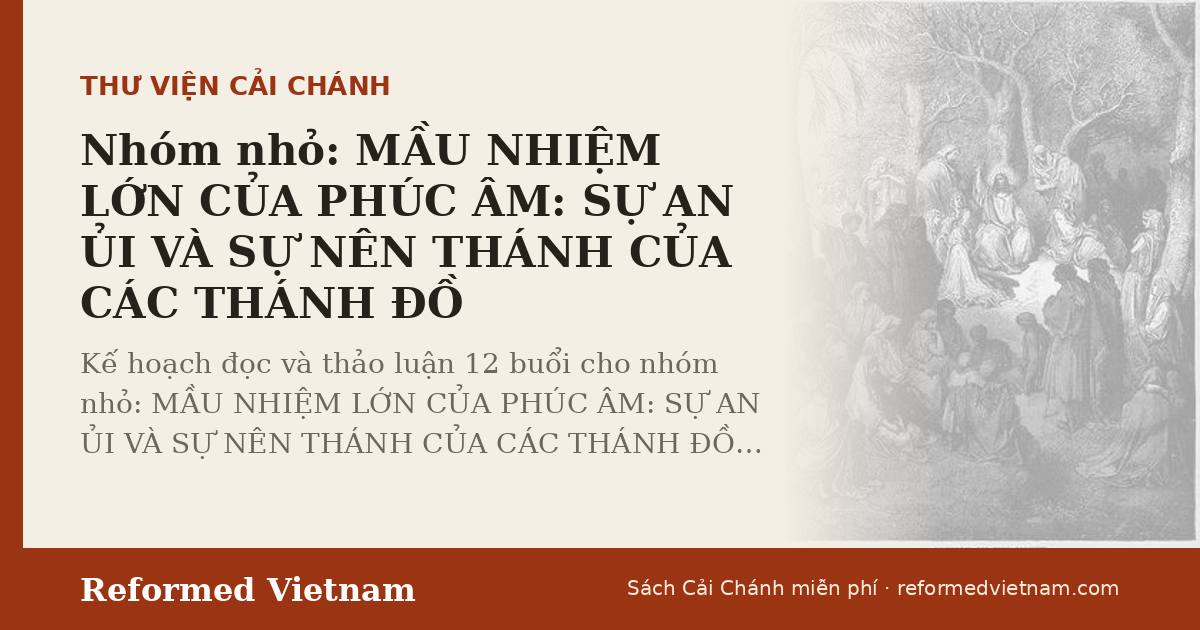 THƯ VIỆN CẢI CHÁNH
Nhóm nhỏ: MẦU NHIỆM
LỚN CỦA PHÚC ÂM: SỰ AN
ỦI VÀ SỰ NÊN THÁNH CỦA
CÁC THÁNH ĐỒ
Kế hoạch đọc và thảo luận 12 buổi cho nhóm
nhỏ: MẦU NHIỆM LỚN CỦA PHÚC ÂM: SỰ AN
ỦI VÀ SỰ NÊN THÁNH CỦA CÁC THÁNH ĐỒ...
Reformed Vietnam
Sách Cải Chánh miễn phí · reformedvietnam.com